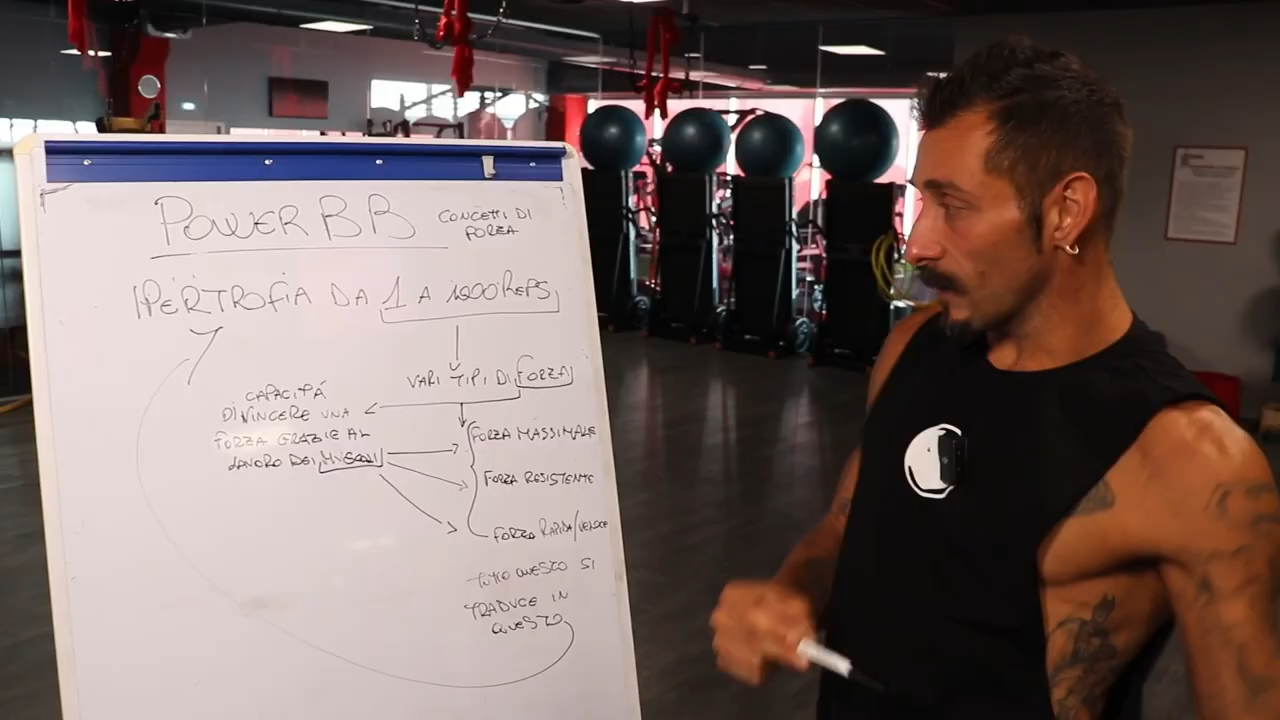 POWER BB
CONCETTI DI
FORZA
IPERTROFIA DA 1 A 1000 REPS
VARI TIPI DI FORZA
CAPACITÁ
DI VINCERE UNA
FORZA GRAZIE AL
LAVORO DEI MUSCOLI
FORZA MASSIMALE
FORZA RESISTENTE
FORZA RAPIDA/VELOCE
TUTTO QUESTO SI
TRADUCE IN
QUESTO